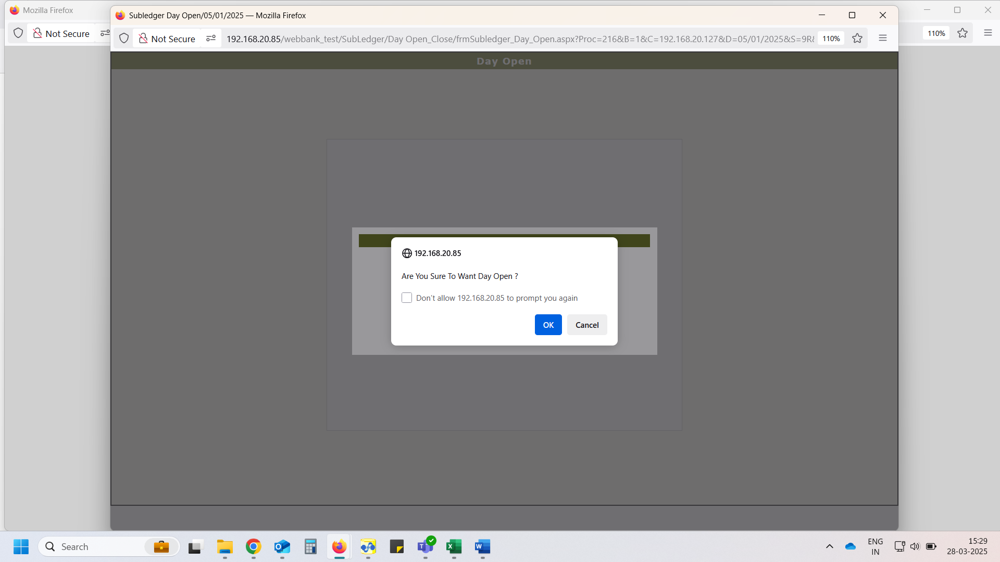 Mozilla Firefox
Not Secure
110%
Subledger Day Open/05/01/2025 — Mozilla Firefox
Not Secure
192.168.20.85/webbank_test/SubLedger/Day Open_Close/frmSubledger_Day_Open.aspx?Proc=216&B=1&C=192.168.20.127&D=05/01/2025&S=9R&
110%
Day Open
192.168.20.85
Are You Sure To Want Day Open ?
Don't allow 192.168.20.85 to prompt you again
OK
Cancel
Search
ENG
IN
15:29
28-03-2025